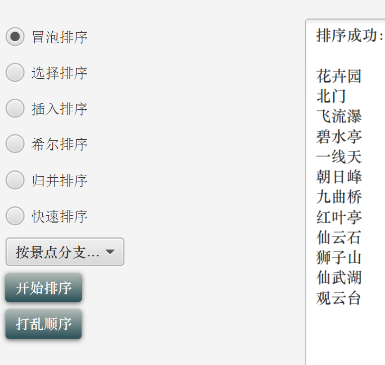 冒泡排序
选择排序
插入排序
希尔排序
归并排序
快速排序
按景点分支...
开始排序
打乱顺序
排序成功：
花卉园
北门
飞流瀑
碧水亭
一线天
朝日峰
九曲桥
红叶亭
仙云石
狮子山
仙武湖
观云台